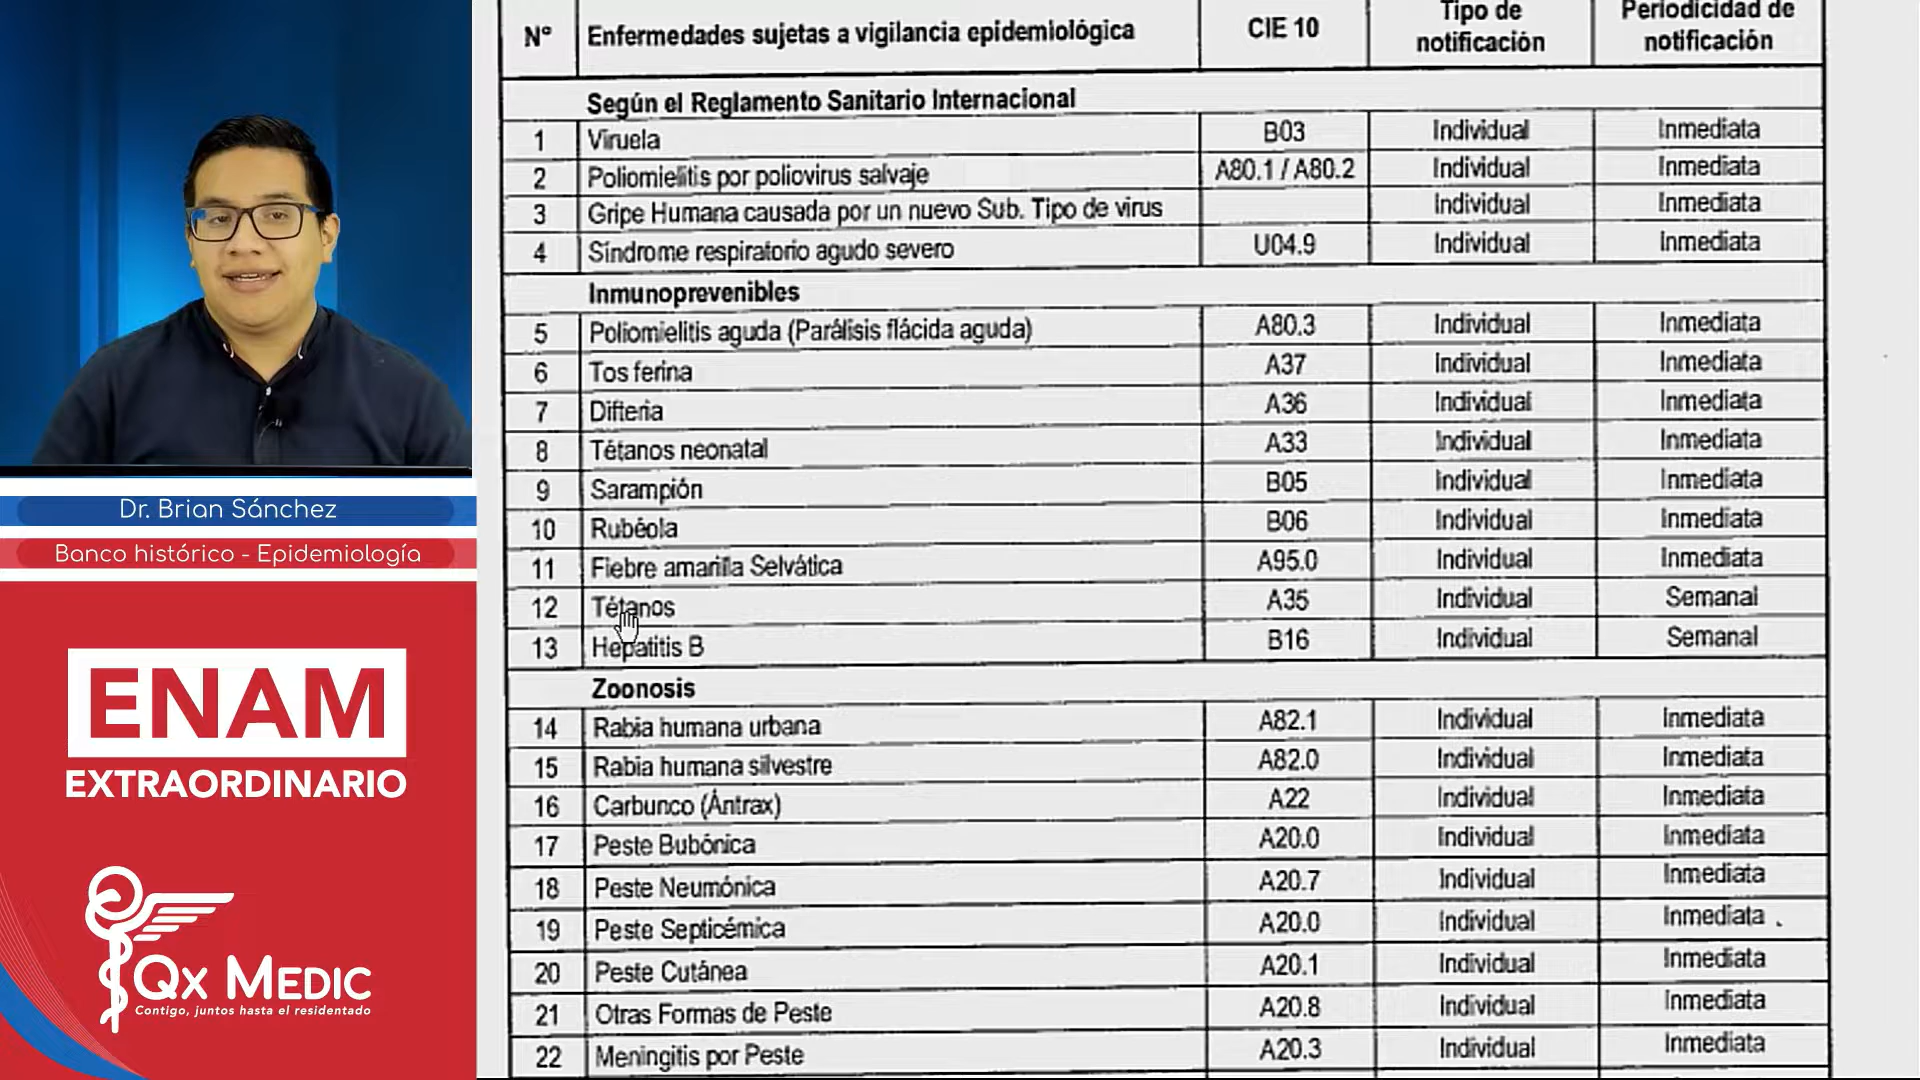 Dr. Brian Sánchez
Banco histórico - Epidemiología
ENAM
EXTRAORDINARIO
QX MEDIC
Contigo, juntos hasta el residentado
N° Enfermedades sujetas a vigilancia epidemiológica CIE 10 Tipo de notificación Periodicidad de notificación
Según el Reglamento Sanitario Internacional
1 Viruela B03 Individual Inmediata
2 Poliomielitis por poliovirus salvaje A80.1 / A80.2 Individual Inmediata
3 Gripe Humana causada por un nuevo Sub. Tipo de virus Individual Inmediata
4 Síndrome respiratorio agudo severo U04.9 Individual Inmediata
Inmunoprevenibles
5 Poliomielitis aguda (Parálisis flácida aguda) A80.3 Individual Inmediata
6 Tos ferina A37 Individual Inmediata
7 Difteria A36 Individual Inmediata
8 Tétanos neonatal A33 Individual Inmediata
9 Sarampión B05 Individual Inmediata
10 Rubéola B06 Individual Inmediata
11 Fiebre amarilla Selvática A95.0 Individual Inmediata
12 Tétanos A35 Individual Semanal
13 Hepatitis B B16 Individual Semanal
Zoonosis
14 Rabia humana urbana A82.1 Individual Inmediata
15 Rabia humana silvestre A82.0 Individual Inmediata
16 Carbunco (Ántrax) A22 Individual Inmediata
17 Peste Bubónica A20.0 Individual Inmediata
18 Peste Neumónica A20.7 Individual Inmediata
19 Peste Septicémica A20.0 Individual Inmediata
20 Peste Cutánea A20.1 Individual Inmediata
21 Otras Formas de Peste A20.8 Individual Inmediata
22 Meningitis por Peste A20.3 Individual Inmediata